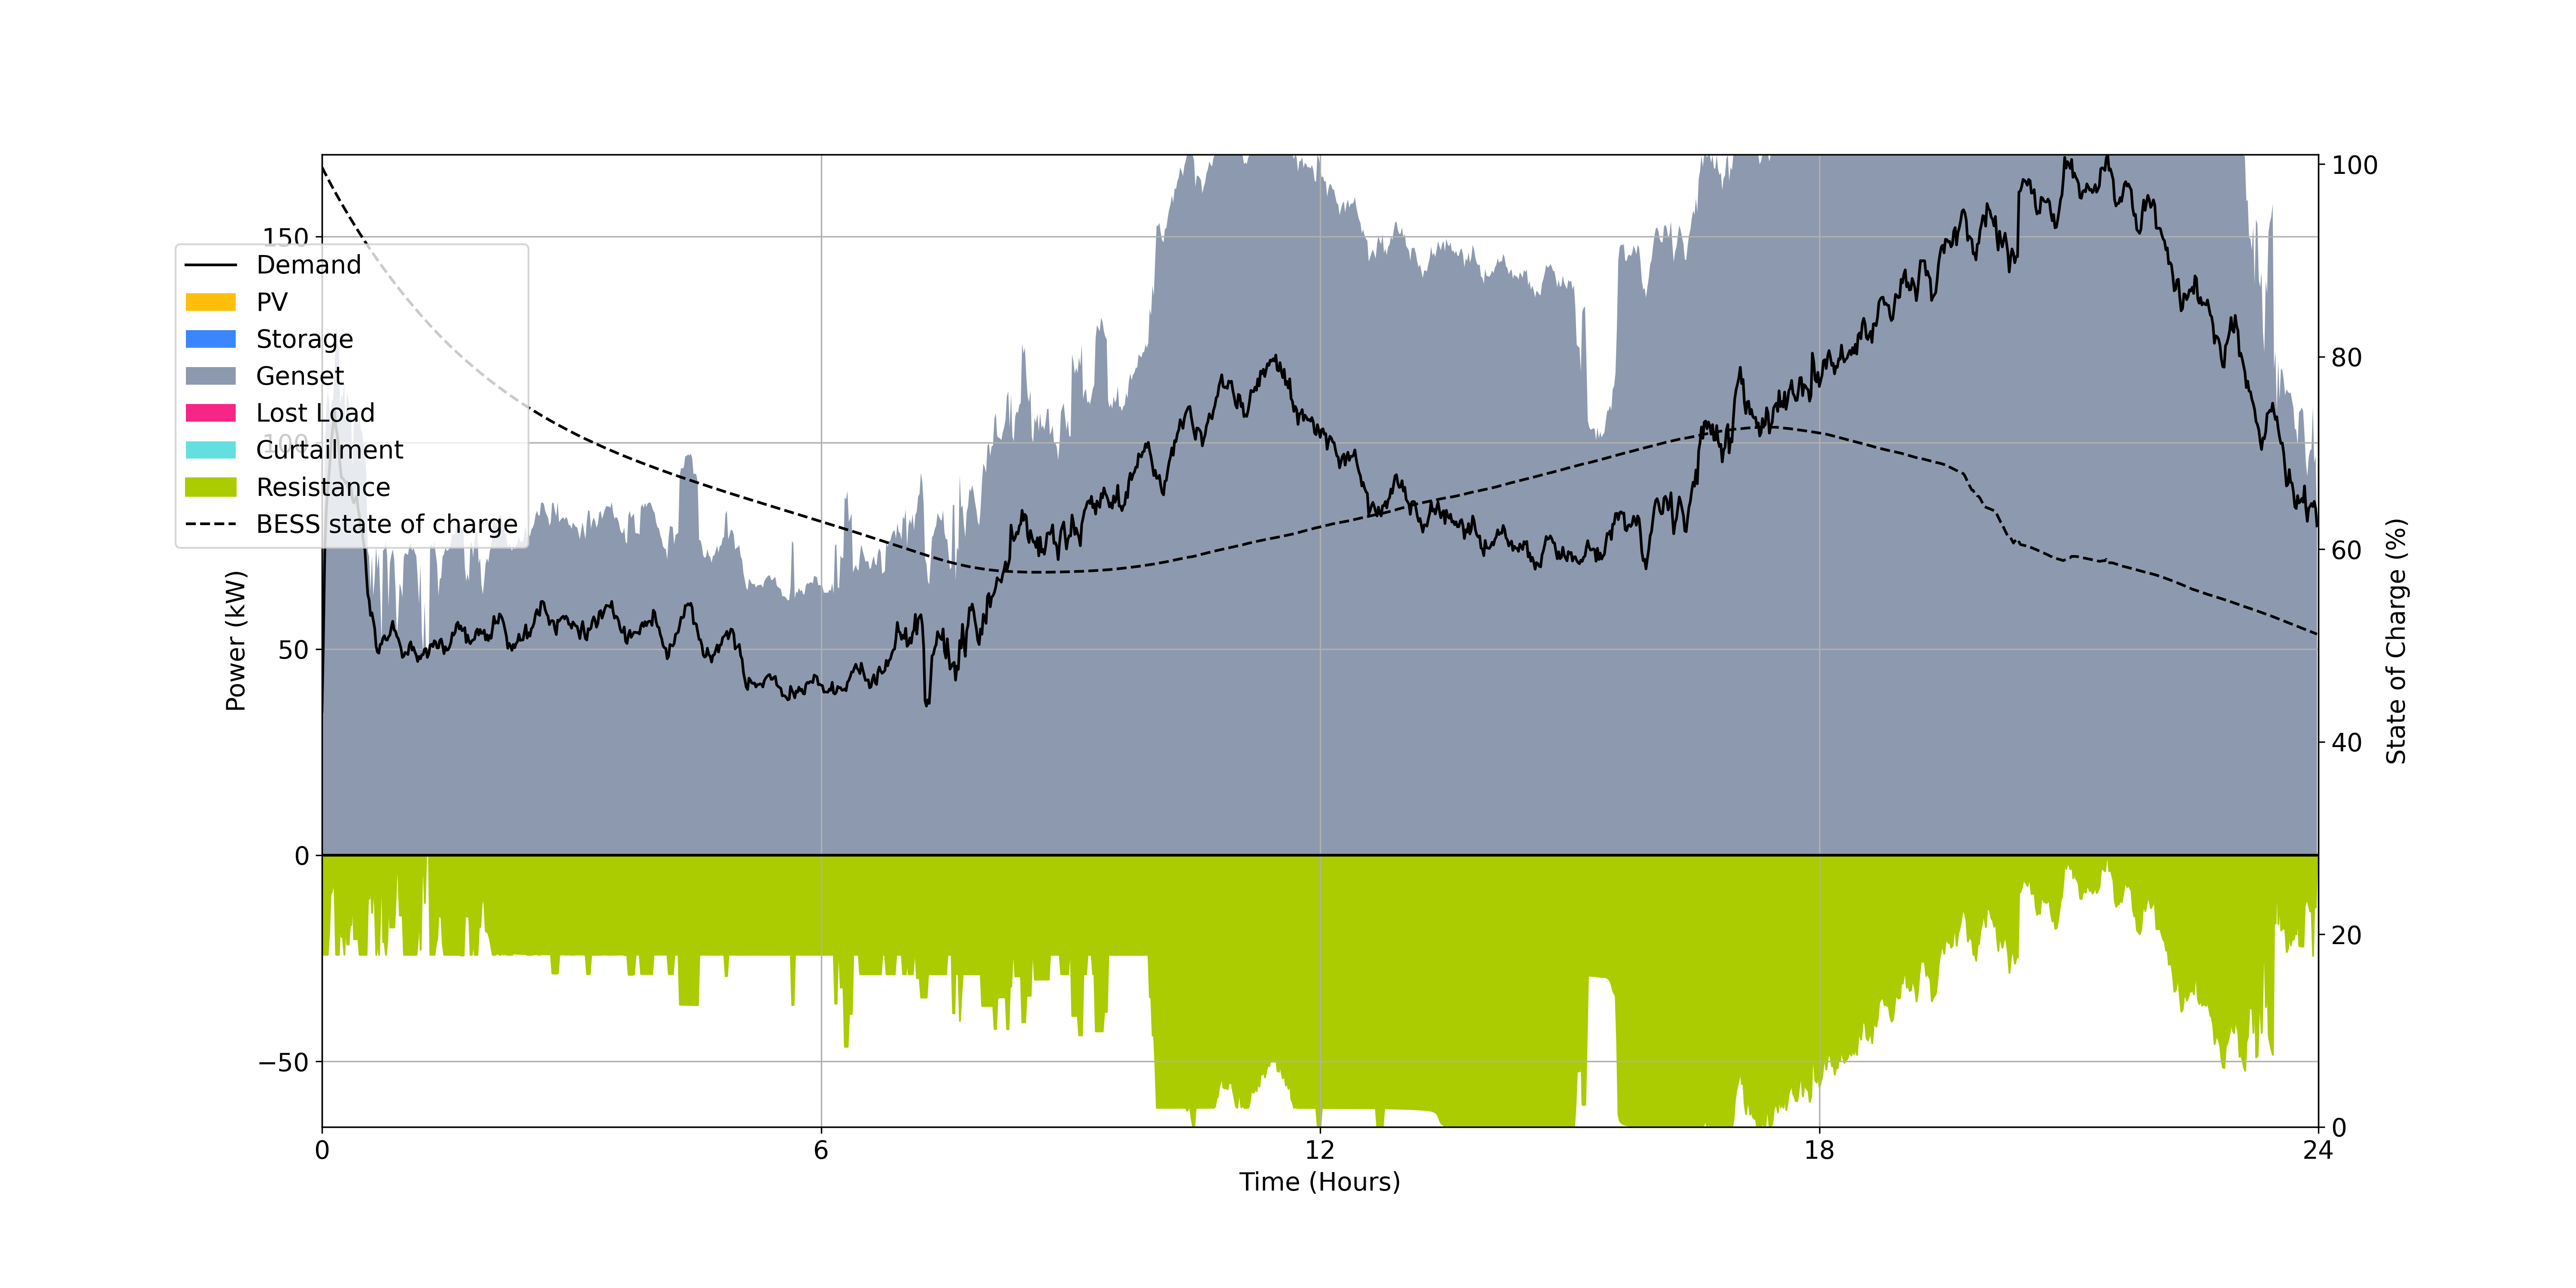 150
100
50
0
−50
Power (kW)
Demand
PV
Storage
Genset
Lost Load
Curtailment
Resistance
BESS state of charge
100
80
60
40
20
0
State of Charge (%)
0 6 12 18 24
Time (Hours)